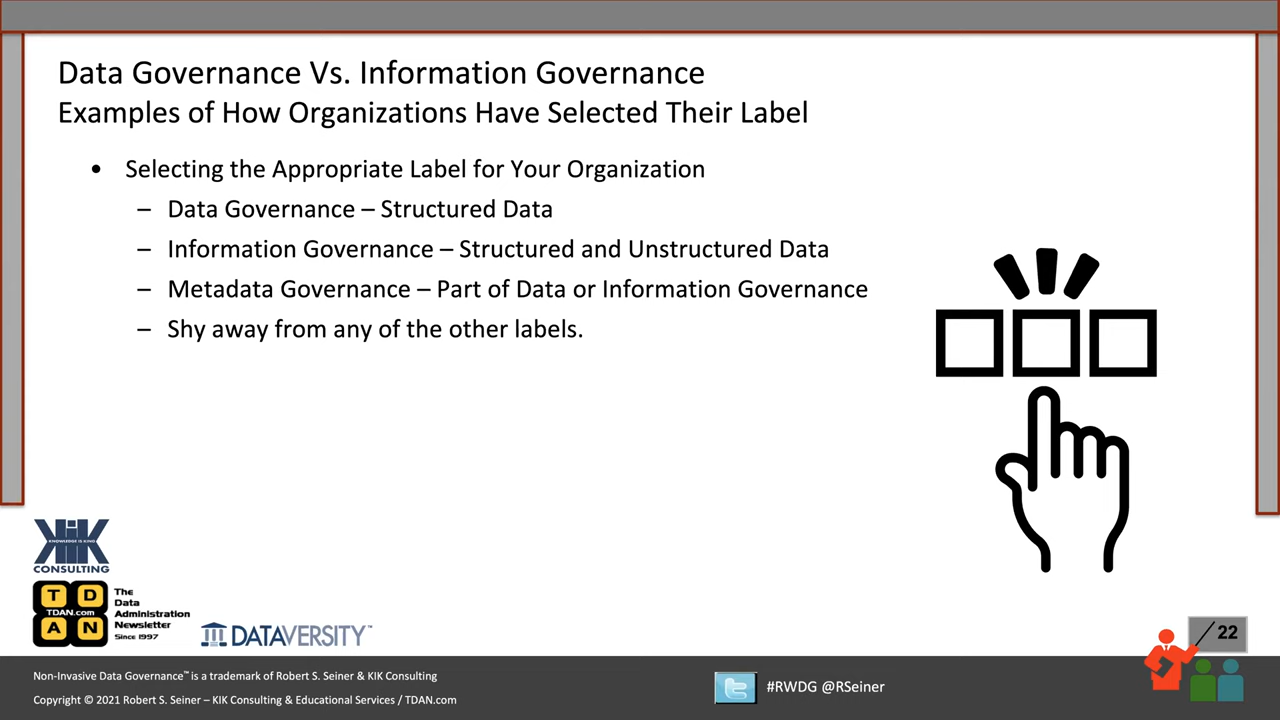 Data Governance Vs. Information Governance
Examples of How Organizations Have Selected Their Label
• Selecting the Appropriate Label for Your Organization
– Data Governance – Structured Data
– Information Governance – Structured and Unstructured Data
– Metadata Governance – Part of Data or Information Governance
– Shy away from any of the other labels.
KIK
KNOWLEDGE IS KING
CONSULTING
T D
TDAN.com
A N
The
Data
Administration
Newsletter
Since 1997
DATAVERSITY™
22
Non-Invasive Data Governance™ is a trademark of Robert S. Seiner & KIK Consulting
Copyright © 2021 Robert S. Seiner – KIK Consulting & Educational Services / TDAN.com
#RWDG @RSeiner